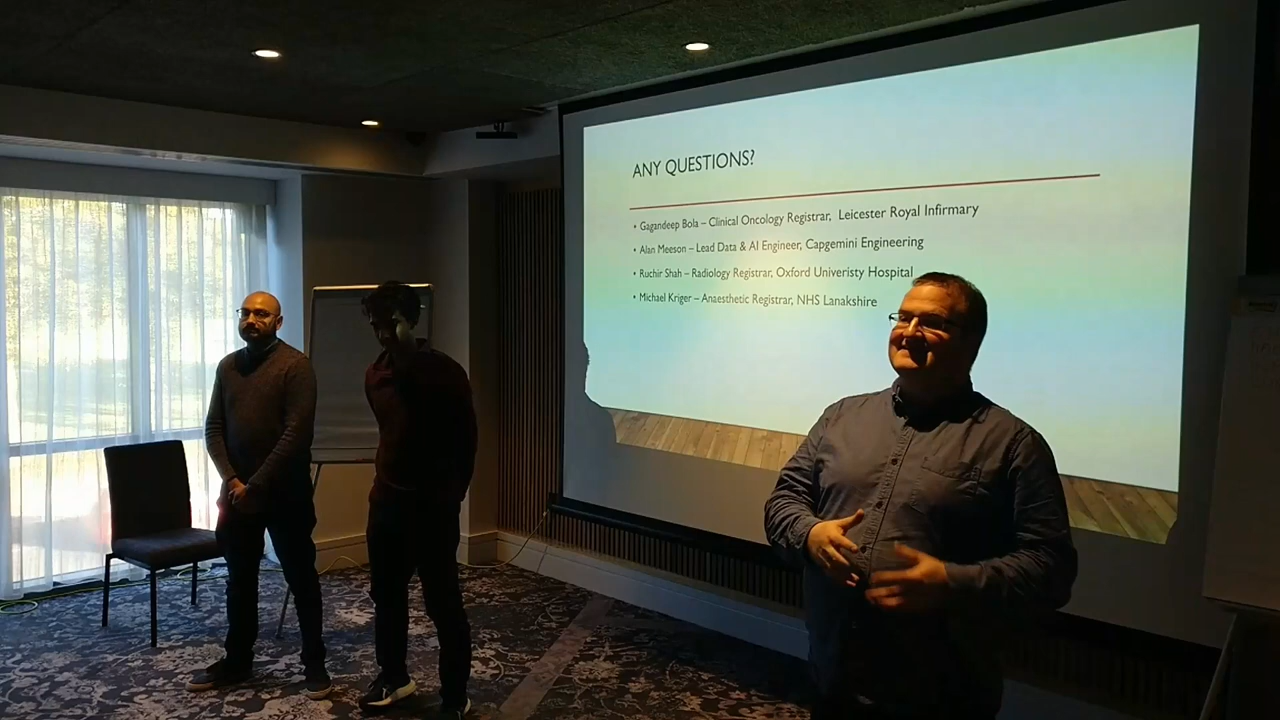 ANY QUESTIONS?
• Gagandeep Bola – Clinical Oncology Registrar, Leicester Royal Infirmary
• Alan Meeson – Lead Data & AI Engineer, Capgemini Engineering
• Ruchir Shah – Radiology Registrar, Oxford Univeristy Hospital
• Michael Kriger – Anaesthetic Registrar, NHS Lanakshire